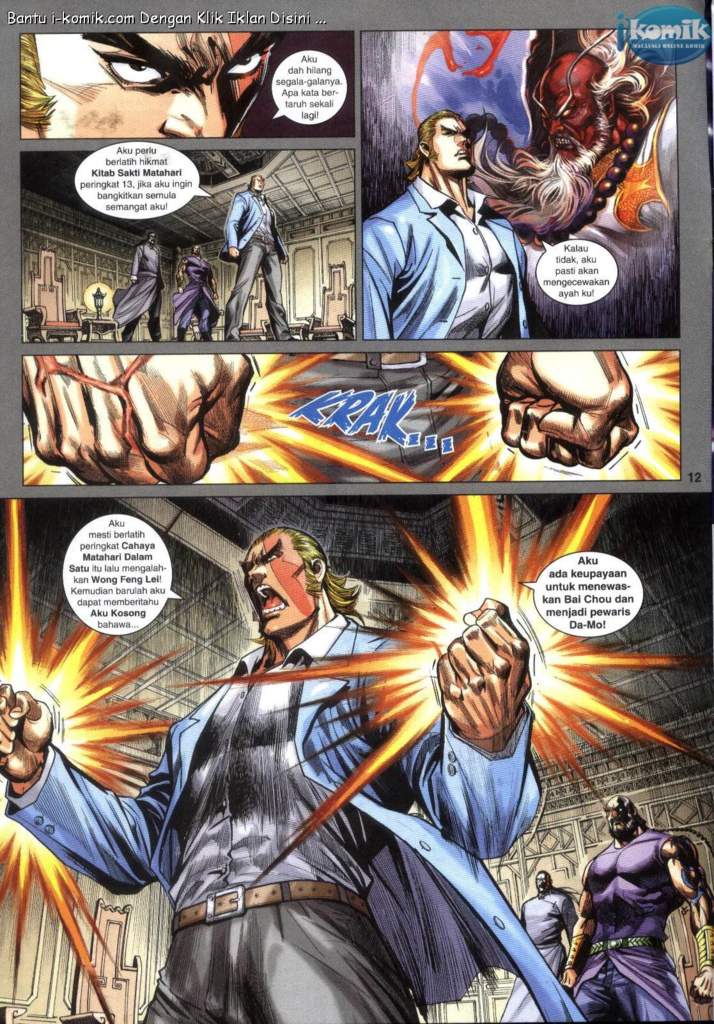 Bantu i-komik.com Dengan Klik Iklan Disini ...
i komik
MALAYSIA ONLINE KOMIK
Aku
dah hilang
segala-galanya.
Apa kata ber-
taruh sekali
lagi!
Aku perlu
berlatih hikmat
Kitab Sakti Matahari
peringkat 13, jika aku ingin
bangkitkan semula
semangat aku!
Kalau
tidak, aku
pasti akan
mengecewakan
ayah ku!
KRAK...
12
Aku
mesti berlatih
peringkat Cahaya
Matahari Dalam
Satu itu lalu mengalah-
kan Wong Feng Lei!
Kemudian barulah aku
dapat memberitahu
Aku Kosong
bahawa...
Aku
ada keupayaan
untuk menewas-
kan Bai Chou dan
menjadi pewaris
Da-Mo!
ikomik